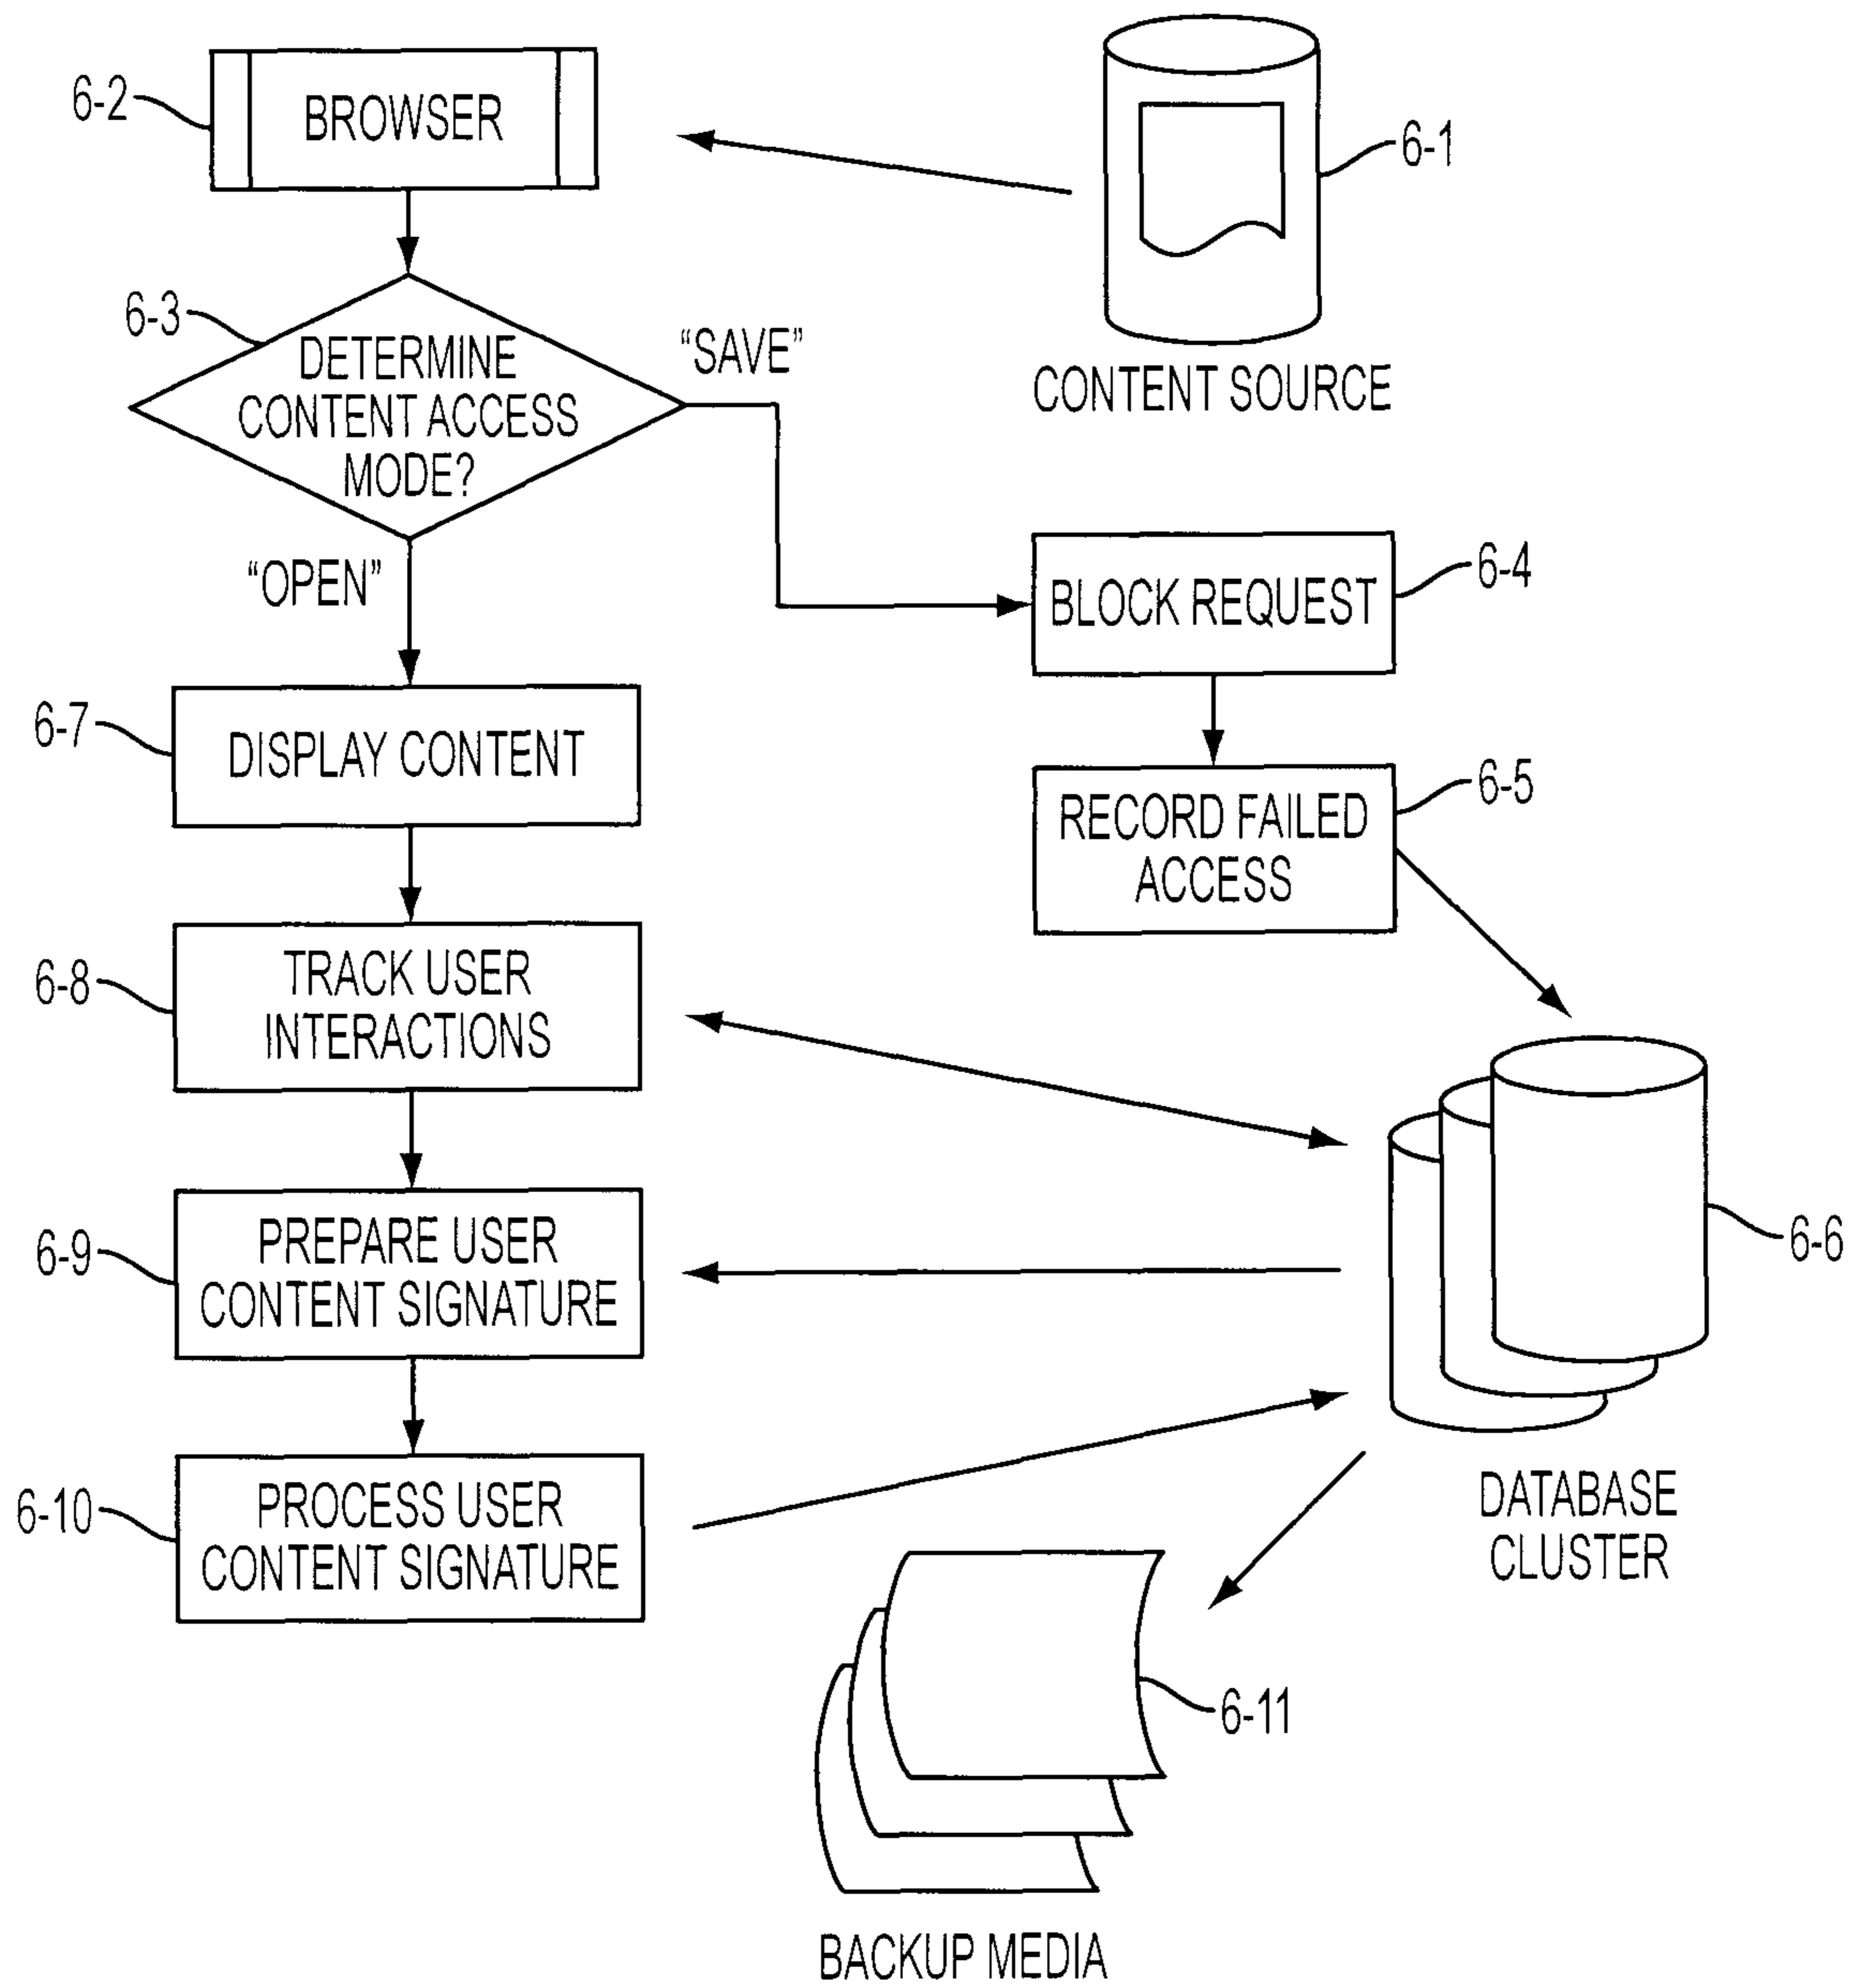 6-2
BROWSER
6-1
CONTENT SOURCE
6-3
DETERMINE
CONTENT ACCESS
MODE?
“SAVE”
“OPEN”
BLOCK REQUEST
6-4
6-7
DISPLAY CONTENT
RECORD FAILED
ACCESS
6-5
6-8
TRACK USER
INTERACTIONS
6-9
PREPARE USER
CONTENT SIGNATURE
6-6
6-10
PROCESS USER
CONTENT SIGNATURE
DATABASE
CLUSTER
6-11
BACKUP MEDIA